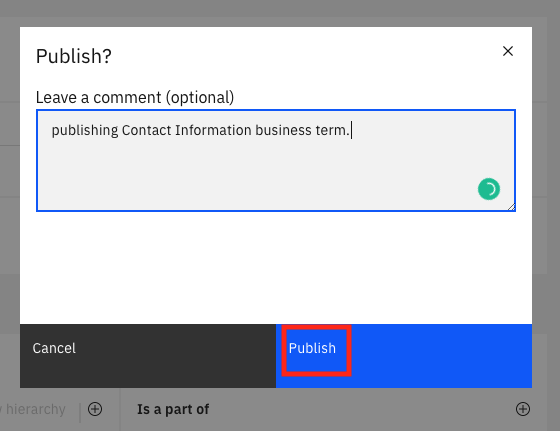 Publish?
Leave a comment (optional)
publishing Contact Information business term.
Cancel
Publish
hierarchy
Is a part of